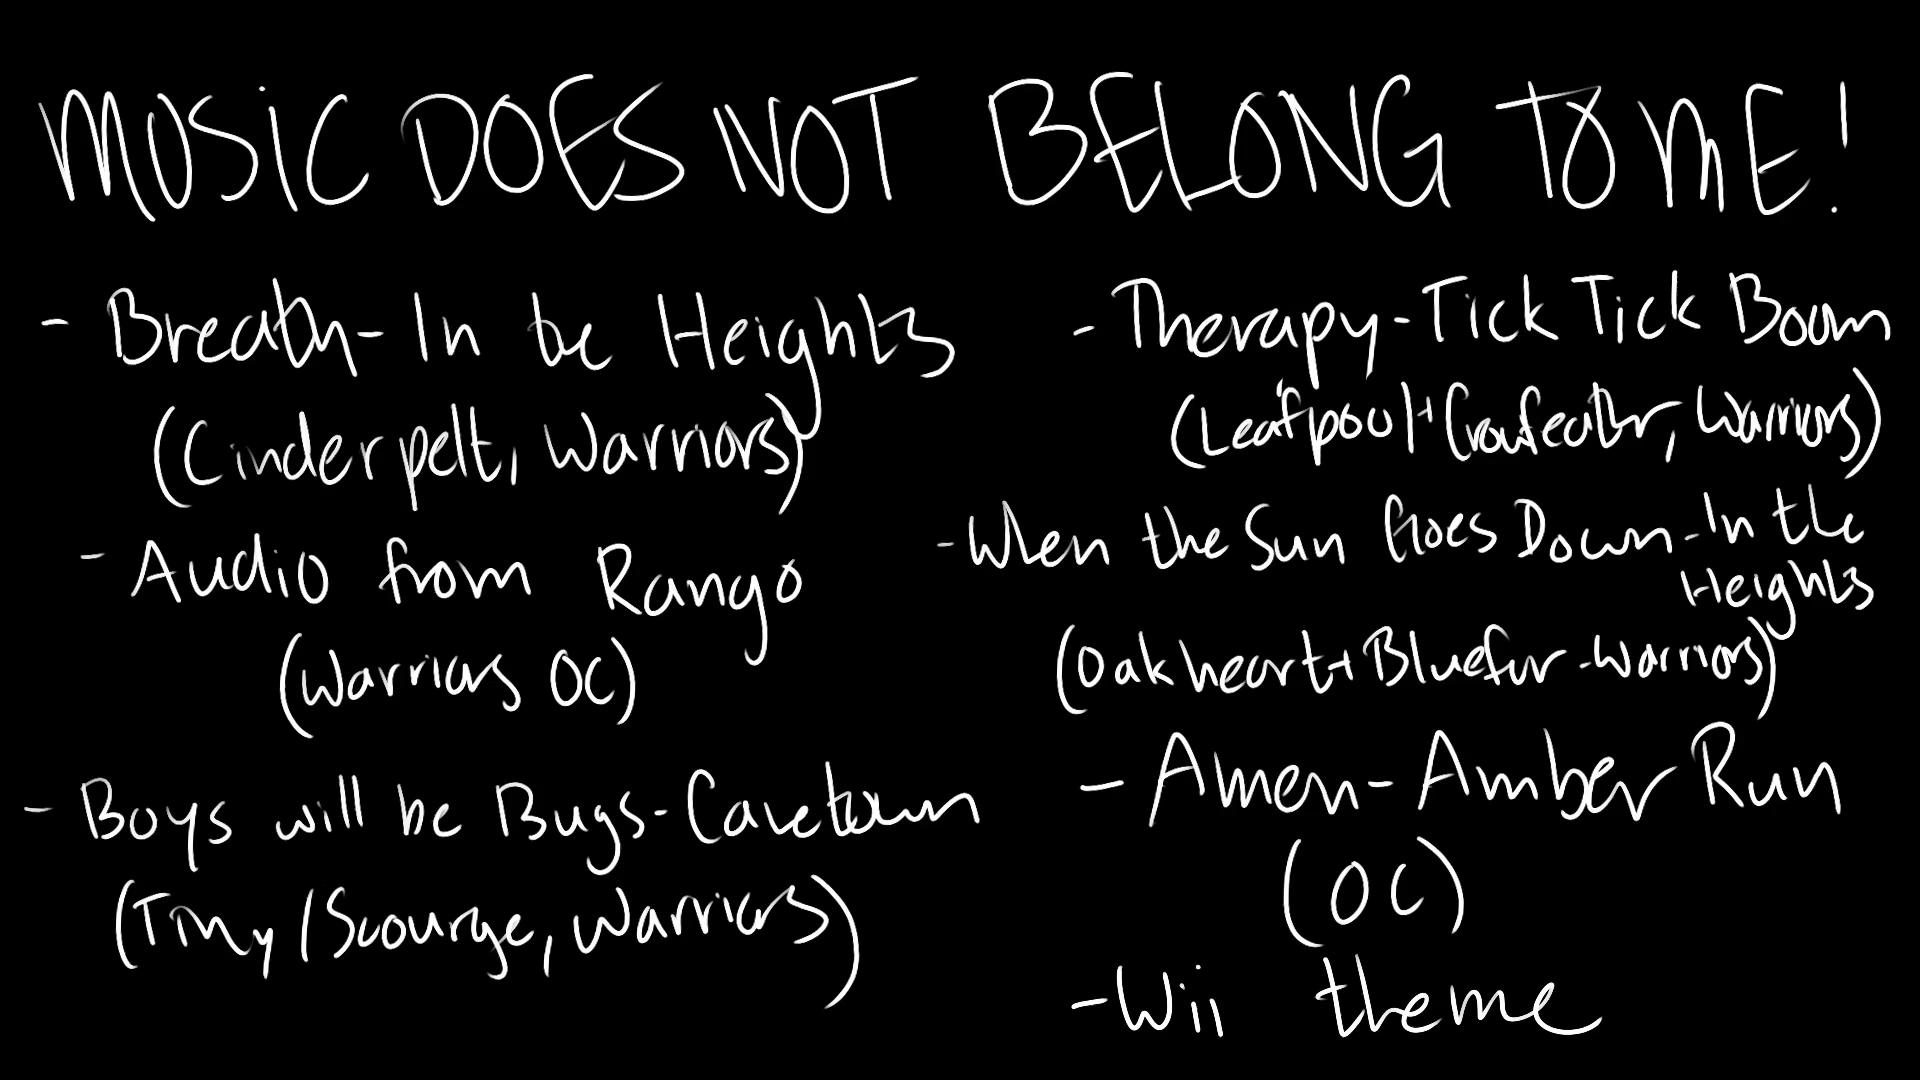 MUSIC DOES NOT BELONG TO ME!
- Breath - In the Heights
(Cinderpelt, Warriors)
- Audio from Rango
(Warriors OC)
- Boys will be Bugs - Cavetown
(Tiny/Scourge, Warriors)
- Therapy - Tick Tick Boom
(Leafpool + Crowfeather, Warriors)
- When the Sun Goes Down - In the
Heights
(Oakheart + Bluefur - Warriors)
- Amen - Amber Run
(OC)
- Wii theme